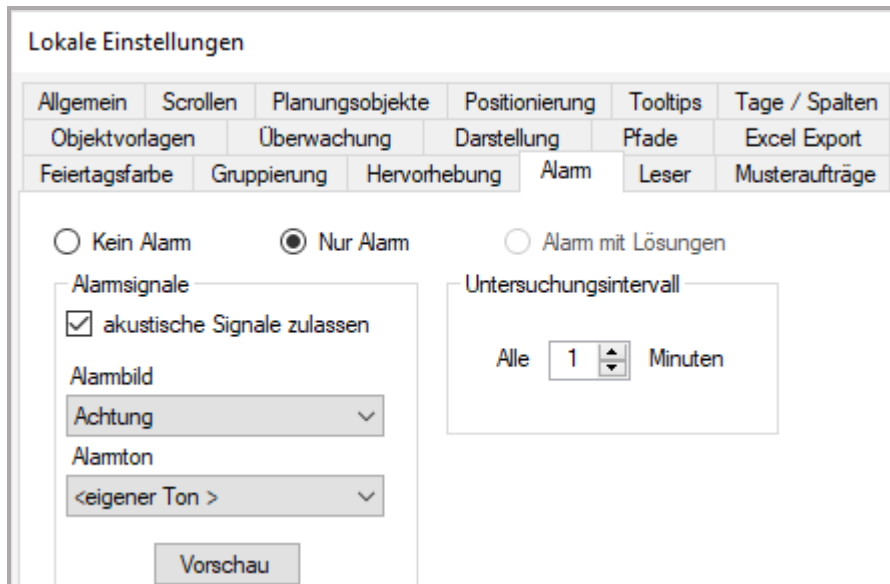 Lokale Einstellungen
Allgemein Scrollen Planungsobjekte Positionierung Tooltips Tage / Spalten
Objektvorlagen Überwachung Darstellung Pfade Excel Export
Feiertagsfarbe Gruppierung Hervorhebung Alarm Leser Musteraufträge
Kein Alarm Nur Alarm Alarm mit Lösungen
Alarmsignale
akustische Signale zulassen
Alarmbild
Achtung
Alarmton
<eigener Ton >
Vorschau
Untersuchungsintervall
Alle 1 Minuten